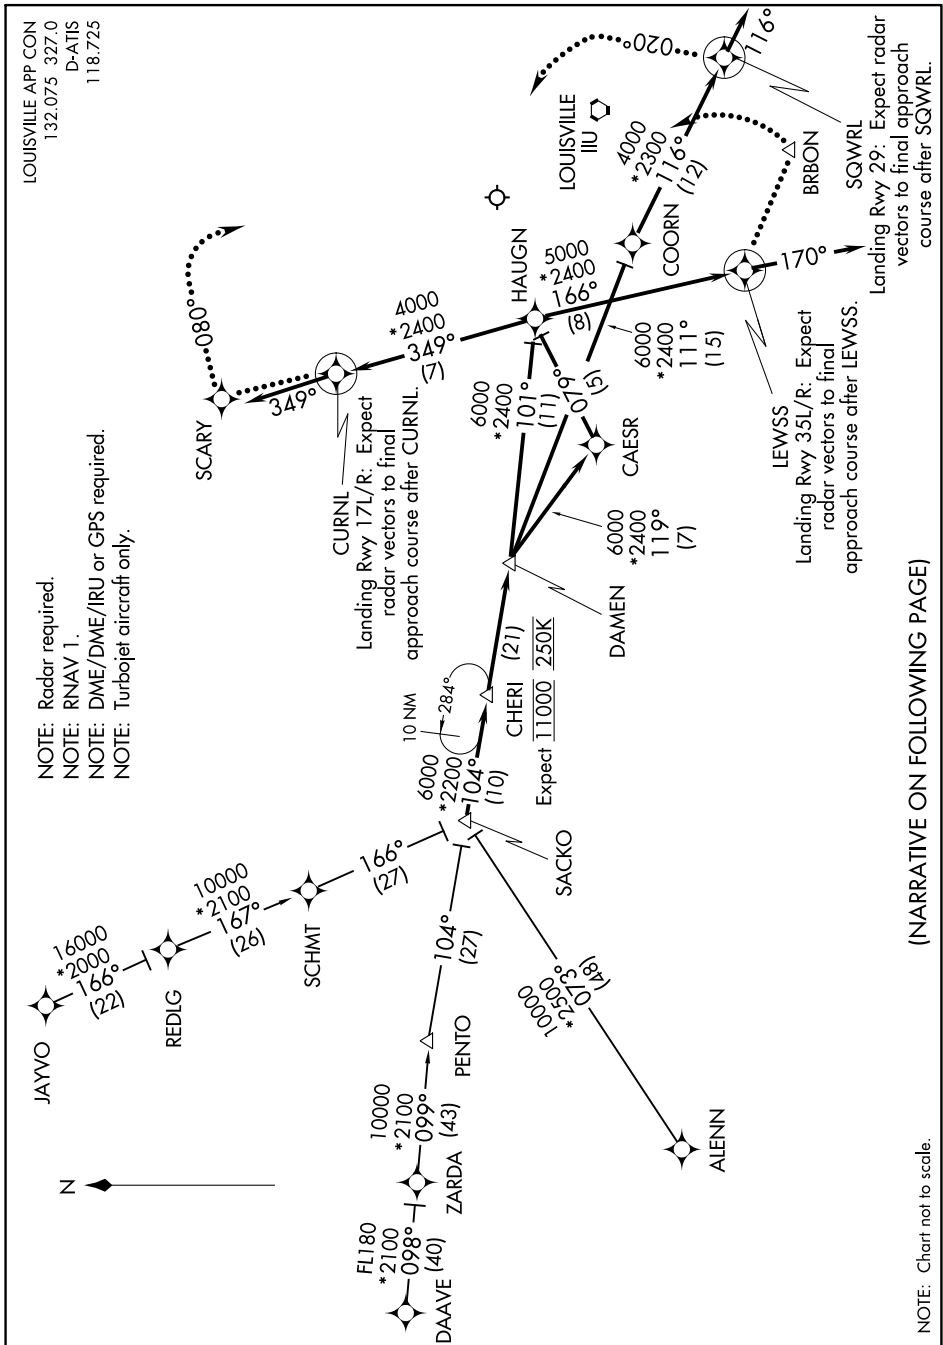 LOUISVILLE APP CON
132.075 327.0
D-ATIS
118.725
NOTE: Radar required.
NOTE: RNAV 1.
NOTE: DME/DME/IRU or GPS required.
NOTE: Turbojet aircraft only.
N
JAYVO
16000
*2000
166°
(22)
REDLG
10000
*2100
167°
(26)
SCHMT
166°
(27)
DAAVE
FL180
*2100
098°
(40)
ZARDA
10000
*2100
099°
(43)
PENTO
104°
(27)
ALENN
10000
*2500
073°
(48)
SACKO
6000
*2200
104°
(10)
10 NM
284°
CHERI
Expect 11000 250K
(21)
DAMEN
6000
*2400
101°
(11)
6000
*2400
111°
(15)
6000
*2400
119°
(7)
CAESR
079°
(5)
HAUGN
4000
*2400
349°
(7)
CURNL
Landing Rwy 17L/R: Expect
radar vectors to final
approach course after CURNL.
349°
SCARY
080°
5000
*2400
166°
(8)
LEWSS
Landing Rwy 35L/R: Expect
radar vectors to final
approach course after LEWSS.
170°
BRBON
COORN
4000
*2300
116°
(12)
LOUISVILLE
IIU
SQWRL
Landing Rwy 29: Expect radar
vectors to final approach
course after SQWRL.
116°
020°
(NARRATIVE ON FOLLOWING PAGE)
NOTE: Chart not to scale.